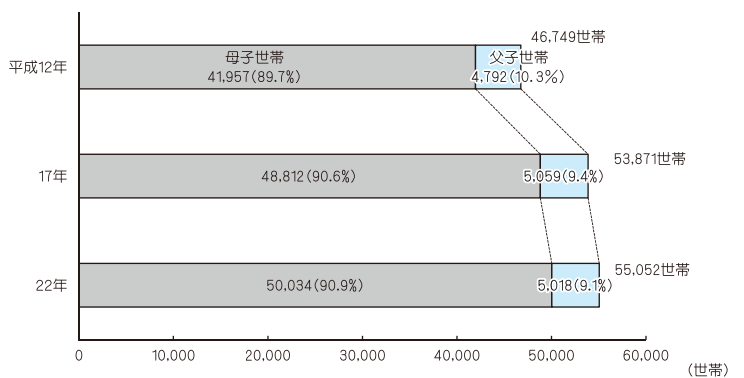 46,749世帯
母子世帯
父子世帯
平成12年
41,957(89.7%)
4,792(10.3%)
53,871世帯
17年
48,812(90.6%)
5,059(9.4%)
55,052世帯
22年
50,034(90.9%)
5,018(9.1%)
0
10,000
20,000
30,000
40,000
50,000
60,000
(世帯)